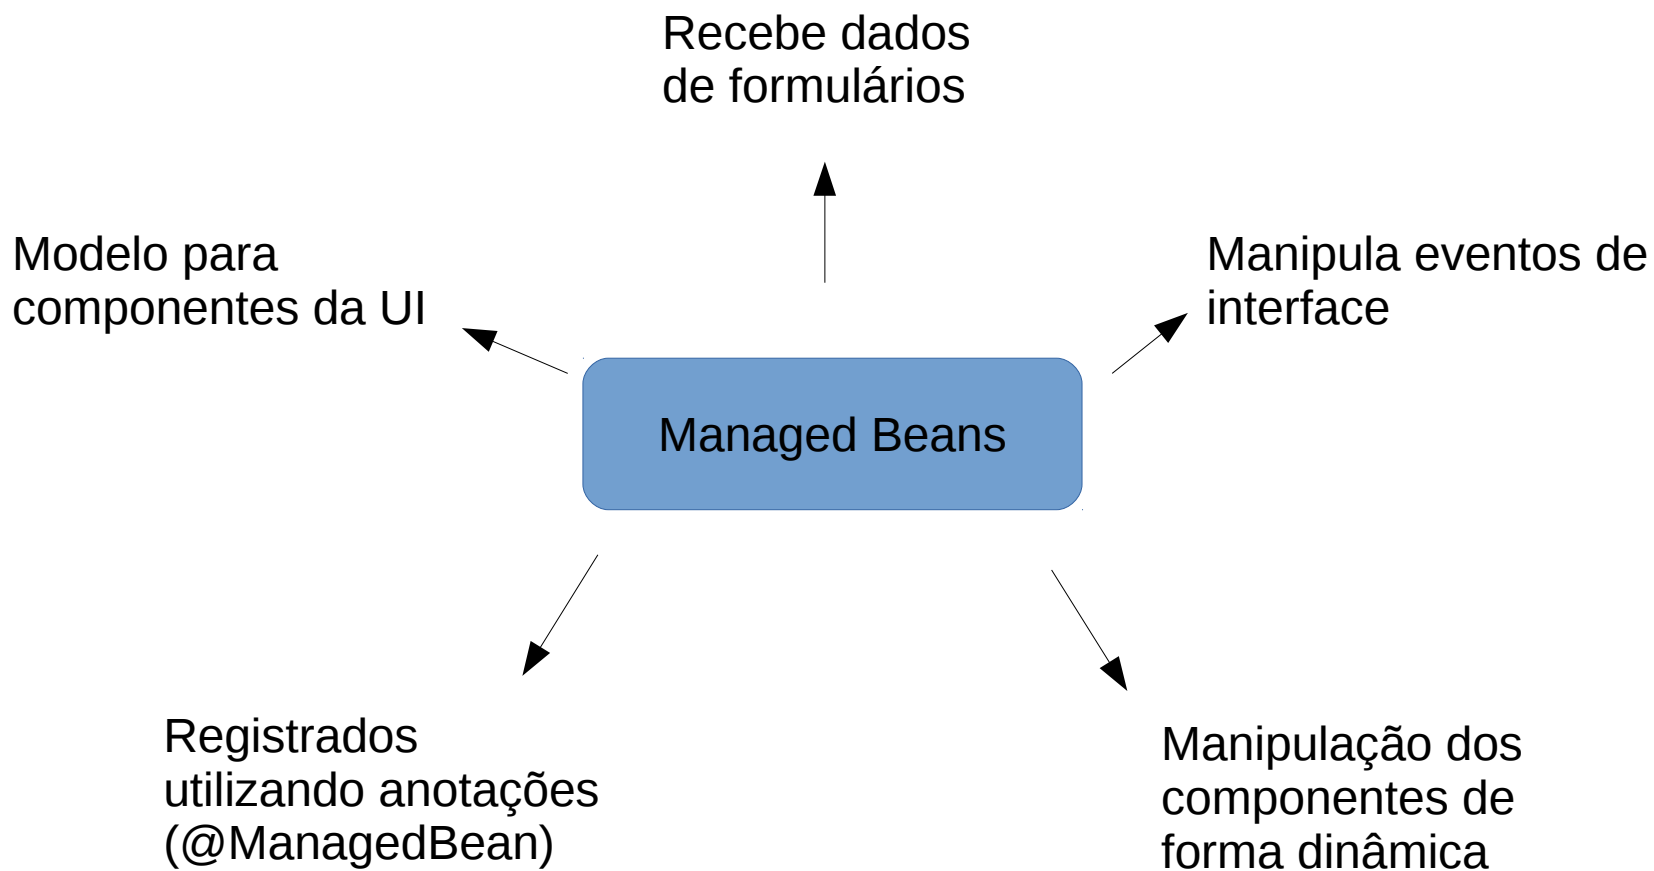 Recebe dados
de formulários
Modelo para
componentes da UI
Manipula eventos de
interface
Managed Beans
Registrados
utilizando anotações
(@ManagedBean)
Manipulação dos
componentes de
forma dinâmica